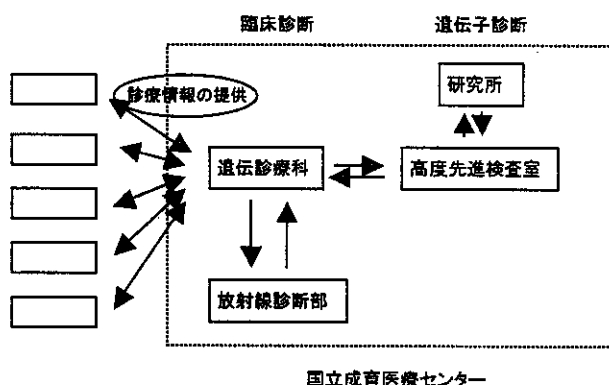 臨床診断
遺伝子診断
診療情報の提供
研究所
遺伝診療科
高度先進検査室
放射線診断部
国立成育医療センター